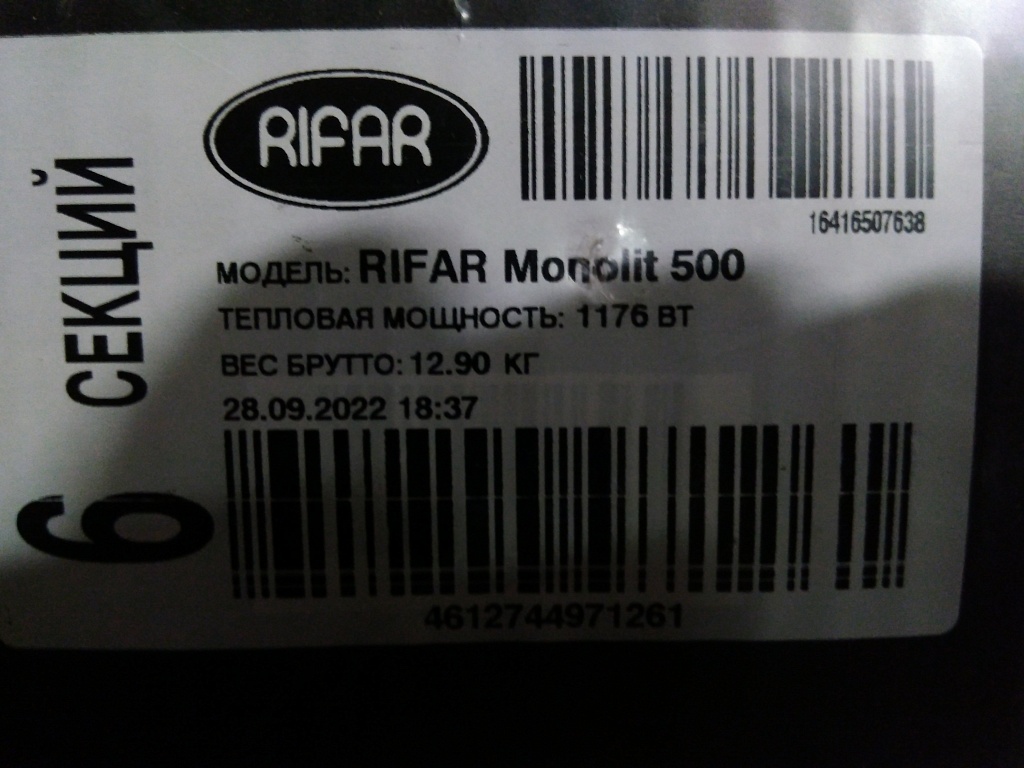 6 СЕКЦИЙ
RIFAR
16416507638
МОДЕЛЬ: RIFAR Monolit 500
ТЕПЛОВАЯ МОЩНОСТЬ: 1176 ВТ
ВЕС БРУТТО: 12.90 КГ
28.09.2022 18:37
4612744971261